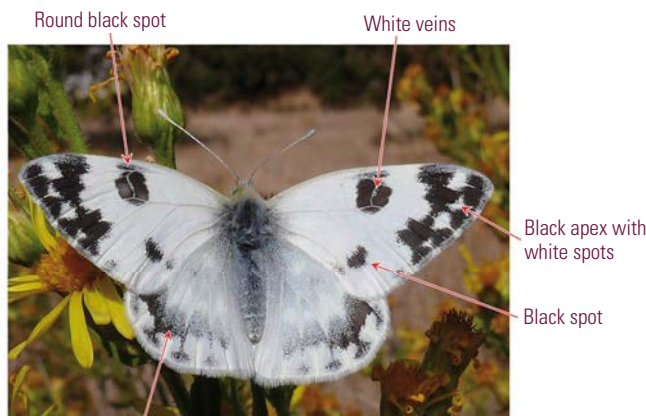 Round black spot
White veins
Black apex with
white spots
Black spot